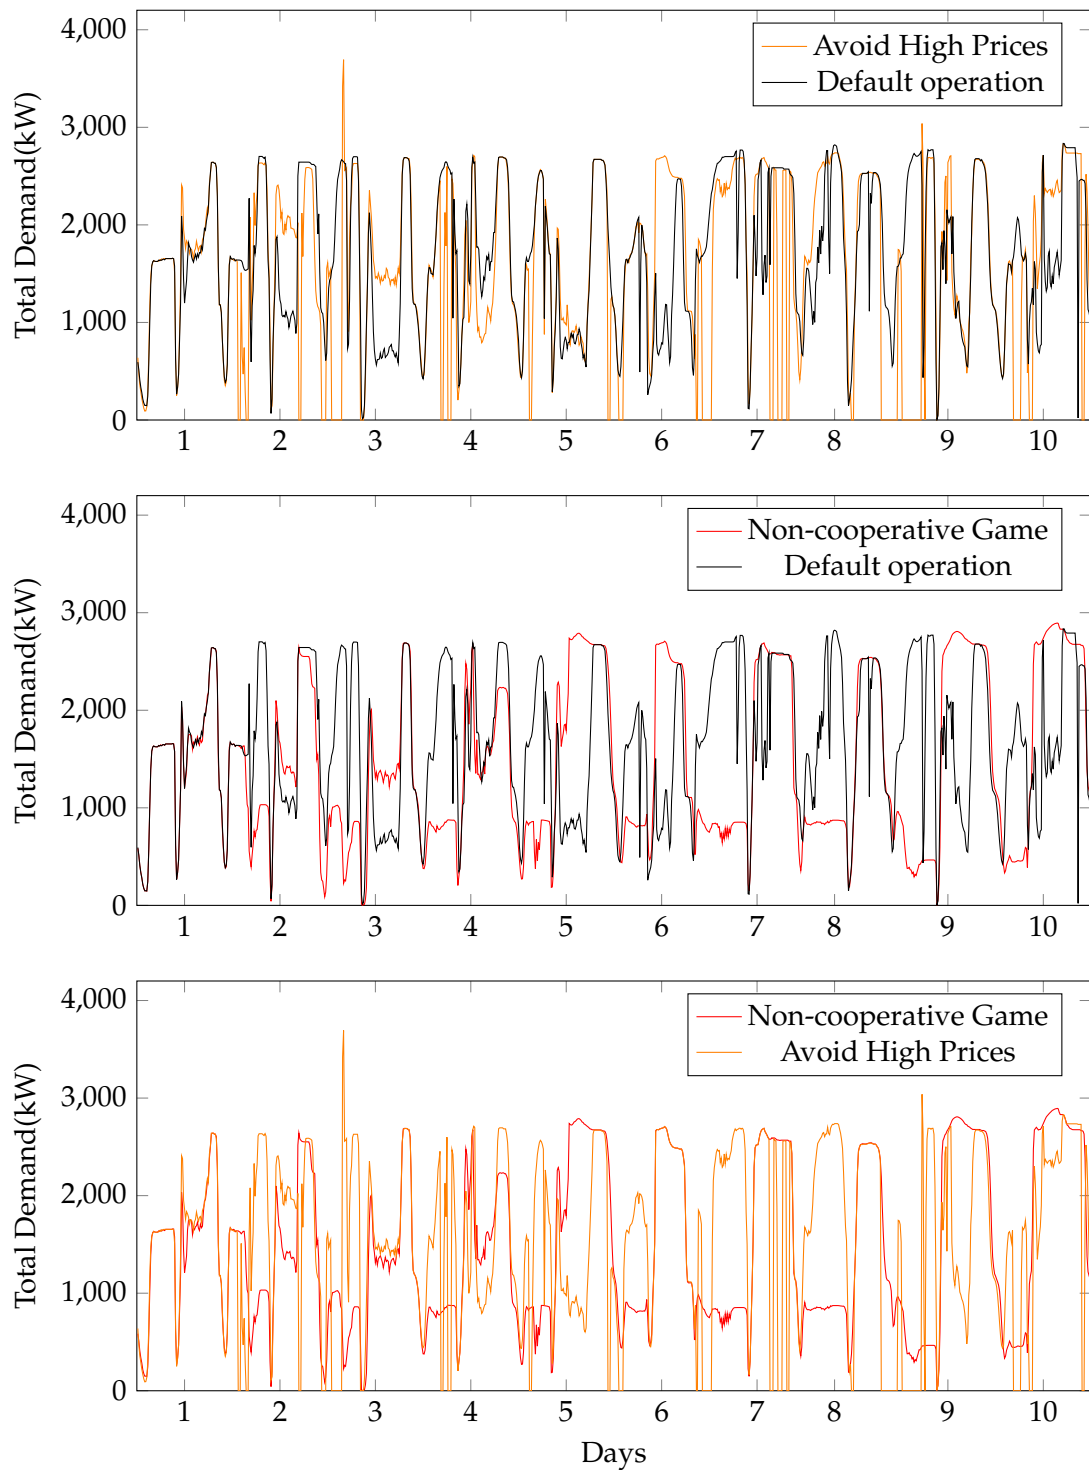 4,000
3,000
2,000
1,000
0
Total Demand(kW)
Avoid High Prices
Default operation
1 2 3 4 5 6 7 8 9 10
4,000
3,000
2,000
1,000
0
Total Demand(kW)
Non-cooperative Game
Default operation
1 2 3 4 5 6 7 8 9 10
4,000
3,000
2,000
1,000
0
Total Demand(kW)
Non-cooperative Game
Avoid High Prices
1 2 3 4 5 6 7 8 9 10
Days